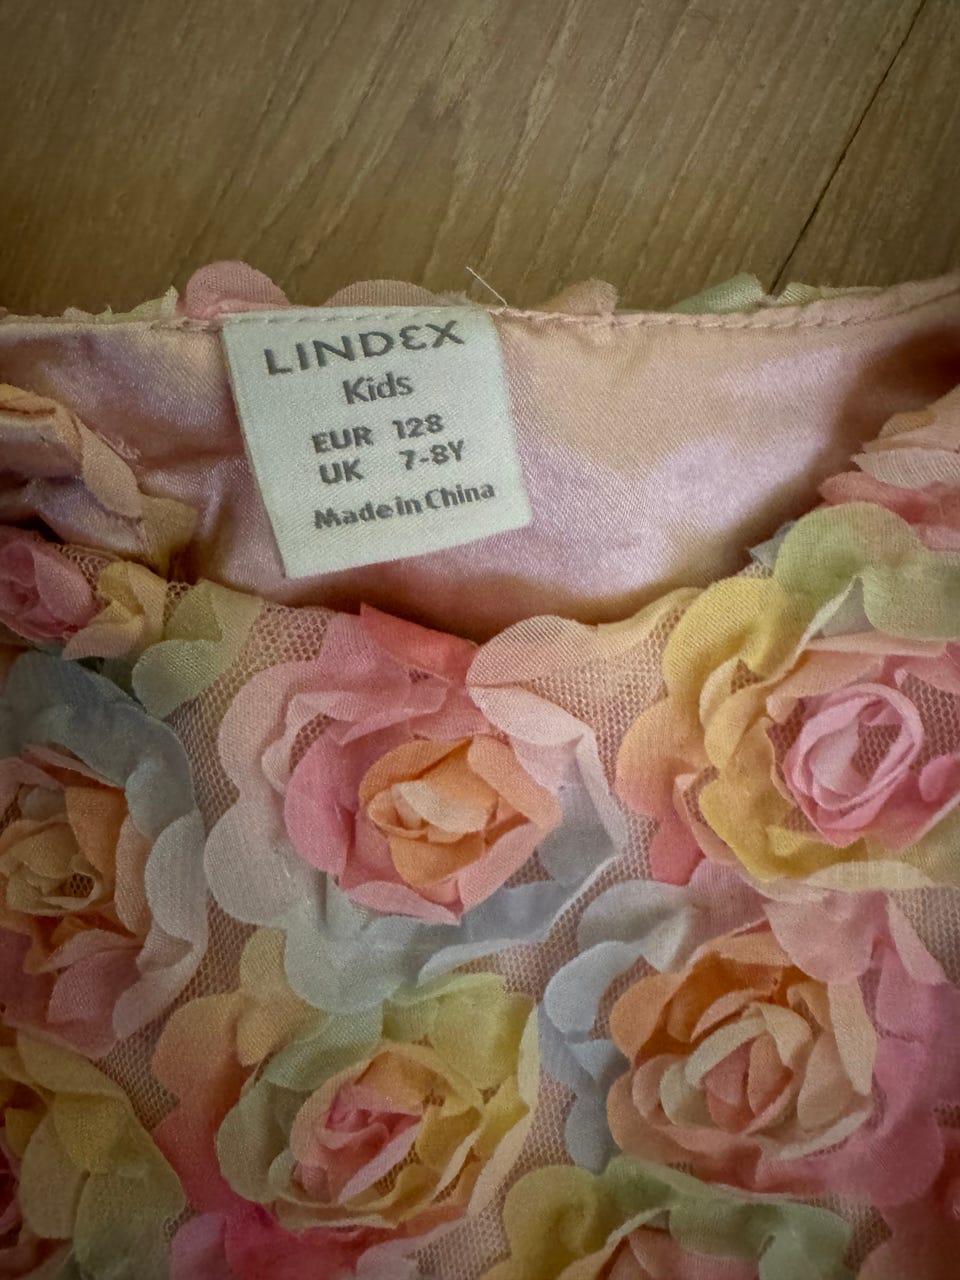 LINDEX
Kids
EUR 128
UK 7-8Y
Made in China